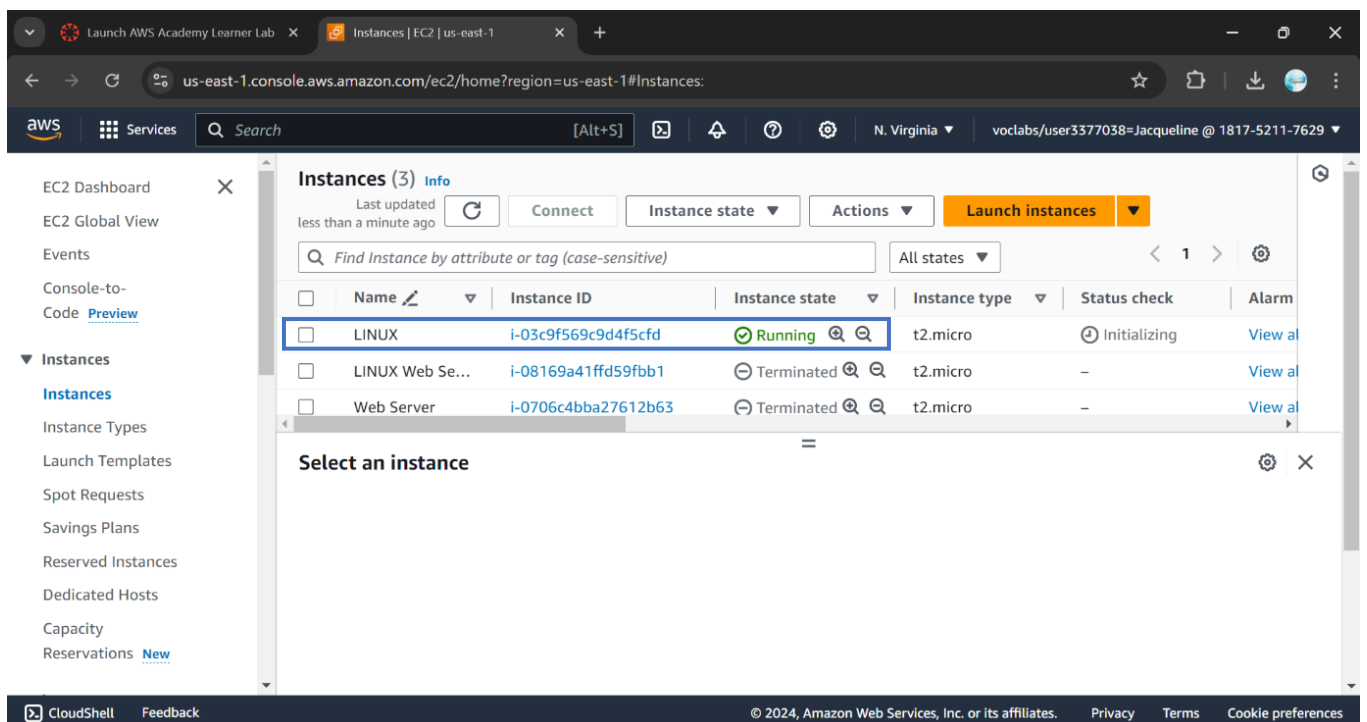 Launch AWS Academy Learner Lab
Instances | EC2 | us-east-1
us-east-1.console.aws.amazon.com/ec2/home?region=us-east-1#Instances:
aws Services Search [Alt+S] N. Virginia voclabs/user3377038=Jacqueline @ 1817-5211-7629
EC2 Dashboard
EC2 Global View
Events
Console-to-
Code Preview
Instances
Instances
Instance Types
Launch Templates
Spot Requests
Savings Plans
Reserved Instances
Dedicated Hosts
Capacity
Reservations New
Instances (3) Info
Last updated
less than a minute ago
Connect Instance state Actions Launch instances
Find Instance by attribute or tag (case-sensitive) All states 1
Name Instance ID Instance state Instance type Status check Alarm
LINUX i-03c9f569c9d4f5cfd Running t2.micro Initializing View al
LINUX Web Se... i-08169a41ffd59fbb1 Terminated t2.micro – View al
Web Server i-0706c4bba27612b63 Terminated t2.micro – View al
Select an instance
CloudShell Feedback © 2024, Amazon Web Services, Inc. or its affiliates. Privacy Terms Cookie preferences